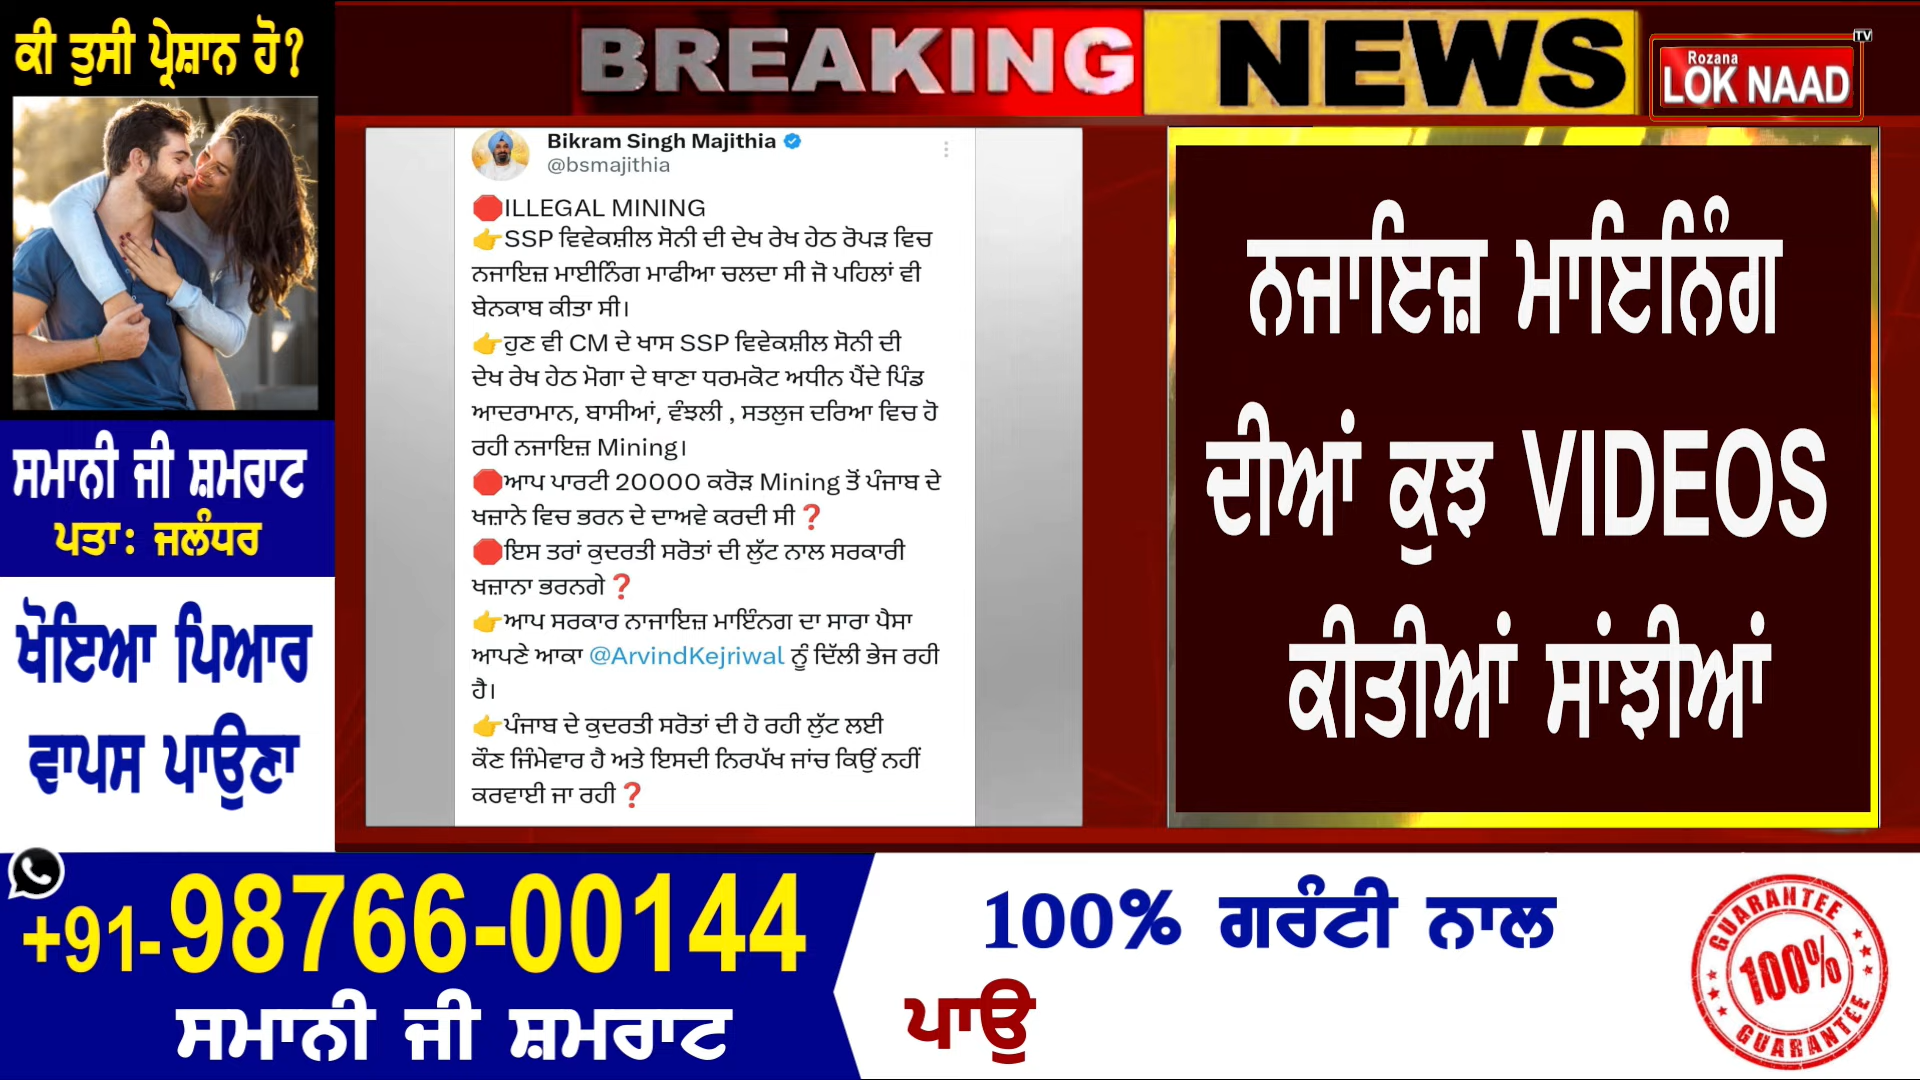 ਕੀ ਤੁਸੀ ਪ੍ਰੇਸ਼ਾਨ ਹੋ?
ਸਮਾਨੀ ਜੀ ਸ਼ਮਰਾਟ
ਪਤਾ: ਜਲੰਧਰ
ਖੋਇਆ ਪਿਆਰ
ਵਾਪਸ ਪਾਉਣਾ
BREAKING NEWS
Rozana
LOK NAAD
TV
Bikram Singh Majithia
@bsmajithia
🛑ILLEGAL MINING
👉SSP ਵਿਵੇਕਸ਼ੀਲ ਸੋਨੀ ਦੀ ਦੇਖ ਰੇਖ ਹੇਠ ਰੋਪੜ ਵਿਚ
ਨਜਾਇਜ਼ ਮਾਈਨਿੰਗ ਮਾਫੀਆ ਚਲਦਾ ਸੀ ਜੋ ਪਹਿਲਾਂ ਵੀ
ਬੇਨਕਾਬ ਕੀਤਾ ਸੀ।
👉ਹੁਣ ਵੀ CM ਦੇ ਖਾਸ SSP ਵਿਵੇਕਸ਼ੀਲ ਸੋਨੀ ਦੀ
ਦੇਖ ਰੇਖ ਹੇਠ ਮੋਗਾ ਦੇ ਥਾਣਾ ਧਰਮਕੋਟ ਅਧੀਨ ਪੈਂਦੇ ਪਿੰਡ
ਆਦਰਾਮਾਨ, ਬਾਸੀਆਂ, ਵੰਝਲੀ , ਸਤਲੁਜ ਦਰਿਆ ਵਿਚ ਹੋ
ਰਹੀ ਨਜਾਇਜ਼ Mining।
🛑ਆਪ ਪਾਰਟੀ 20000 ਕਰੋੜ Mining ਤੋਂ ਪੰਜਾਬ ਦੇ
ਖਜ਼ਾਨੇ ਵਿਚ ਭਰਨ ਦੇ ਦਾਅਵੇ ਕਰਦੀ ਸੀ ❓
🛑ਇਸ ਤਰਾਂ ਕੁਦਰਤੀ ਸਰੋਤਾਂ ਦੀ ਲੁੱਟ ਨਾਲ ਸਰਕਾਰੀ
ਖਜ਼ਾਨਾ ਭਰਨਗੇ ❓
👉ਆਪ ਸਰਕਾਰ ਨਾਜਾਇਜ਼ ਮਾਇੰਨਗ ਦਾ ਸਾਰਾ ਪੈਸਾ
ਆਪਣੇ ਆਕਾ @ArvindKejriwal ਨੂੰ ਦਿੱਲੀ ਭੇਜ ਰਹੀ
ਹੈ।
👉ਪੰਜਾਬ ਦੇ ਕੁਦਰਤੀ ਸਰੋਤਾਂ ਦੀ ਹੋ ਰਹੀ ਲੁੱਟ ਲਈ
ਕੌਣ ਜਿੰਮੇਵਾਰ ਹੈ ਅਤੇ ਇਸਦੀ ਨਿਰਪੱਖ ਜਾਂਚ ਕਿਉਂ ਨਹੀਂ
ਕਰਵਾਈ ਜਾ ਰਹੀ ❓
ਨਜਾਇਜ਼ ਮਾਇਨਿੰਗ
ਦੀਆਂ ਕੁਝ VIDEOS
ਕੀਤੀਆਂ ਸਾਂਝੀਆਂ
+91-98766-00144
ਸਮਾਨੀ ਜੀ ਸ਼ਮਰਾਟ
100% ਗਰੰਟੀ ਨਾਲ
ਪਾਉ
GUARANTEE
100%
GUARANTEE